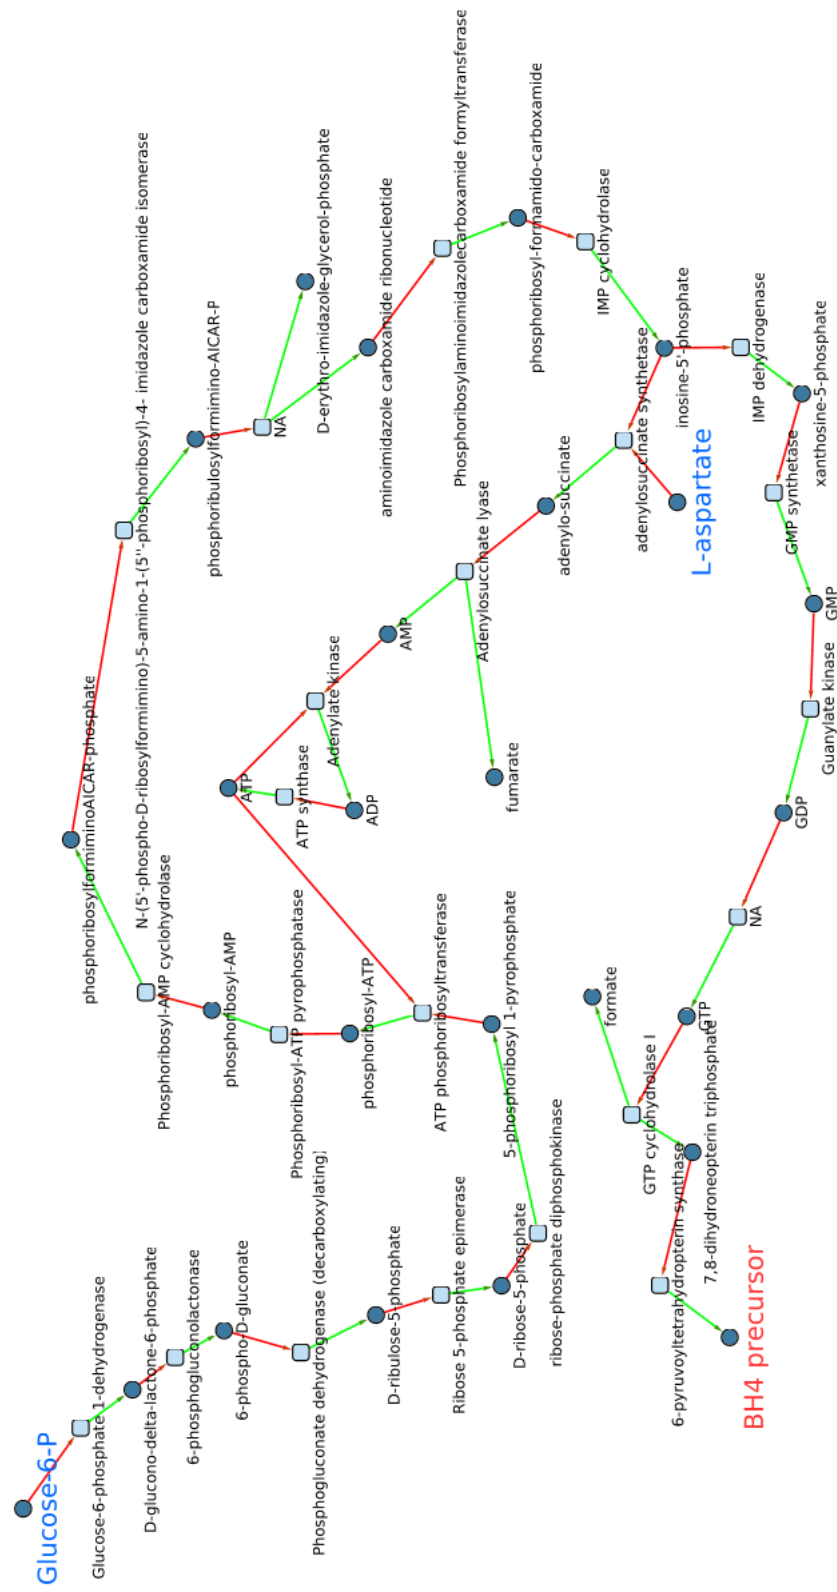 Glucose-6-P
Glucose-6-phosphate 1-dehydrogenase
D-glucono-delta-lactone-6-phosphate
6-phosphogluconolactonase
6-phospho-D-gluconate
Phosphogluconate dehydrogenase (decarboxylating)
D-ribulose-5-phosphate
Ribose 5-phosphate epimerase
D-ribose-5-phosphate
ribose-phosphate diphosphokinase
5-phosphoribosyl 1-pyrophosphate
ATP phosphoribosyltransferase
phosphoribosyl-ATP
Phosphoribosyl-ATP pyrophosphatase
phosphoribosyl-AMP
Phosphoribosyl-AMP cyclohydrolase
phosphoribosylformiminoAICAR-phosphate
N-(5'-phospho-D-ribosylformimino)-5-amino-1-(5''-phosphoribosyl)-4- imidazole carboxamide isomerase
phosphoribulosylformimino-AICAR-P
NA
D-erythro-imidazole-glycerol-phosphate
aminoimidazole carboxamide ribonucleotide
Phosphoribosylaminoimidazolecarboxamide formyltransferase
phosphoribosyl-formamido-carboxamide
IMP cyclohydrolase
inosine-5'-phosphate
adenylosuccinate synthetase
L-aspartate
adenylo-succinate
Adenylosuccinate lyase
fumarate
AMP
Adenylate kinase
ADP
ATP synthase
ATP
IMP dehydrogenase
xanthosine-5-phosphate
GMP synthetase
GMP
Guanylate kinase
GDP
NA
GTP
GTP cyclohydrolase I
formate
7,8-dihydroneopterin triphosphate
6-pyruvoyltetrahydropterin synthase
BH4 precursor